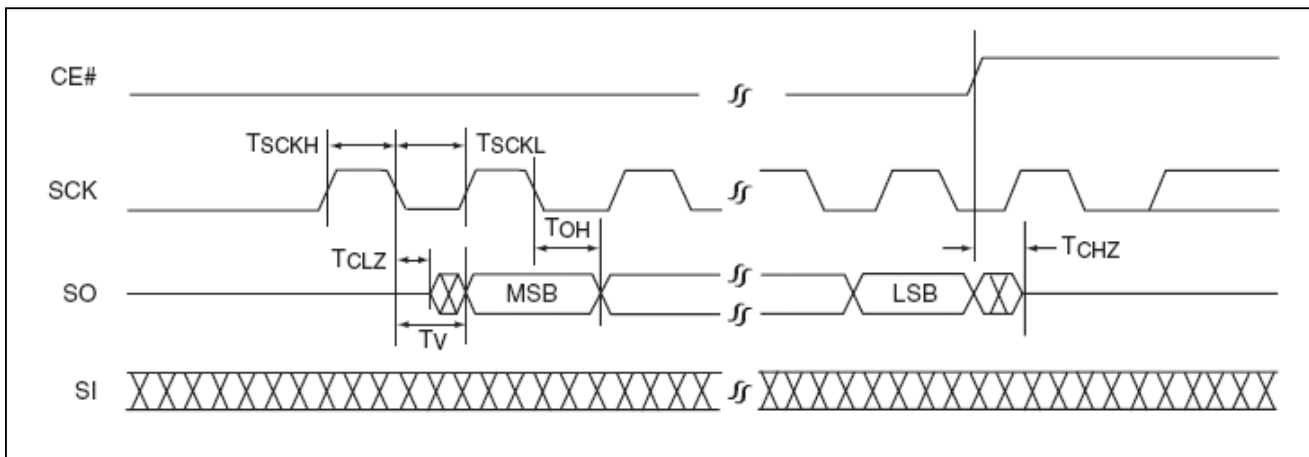 CE#
TSCKH
TSCKL
SCK
TOH
TCLZ
TCHZ
SO
MSB
LSB
TV
SI